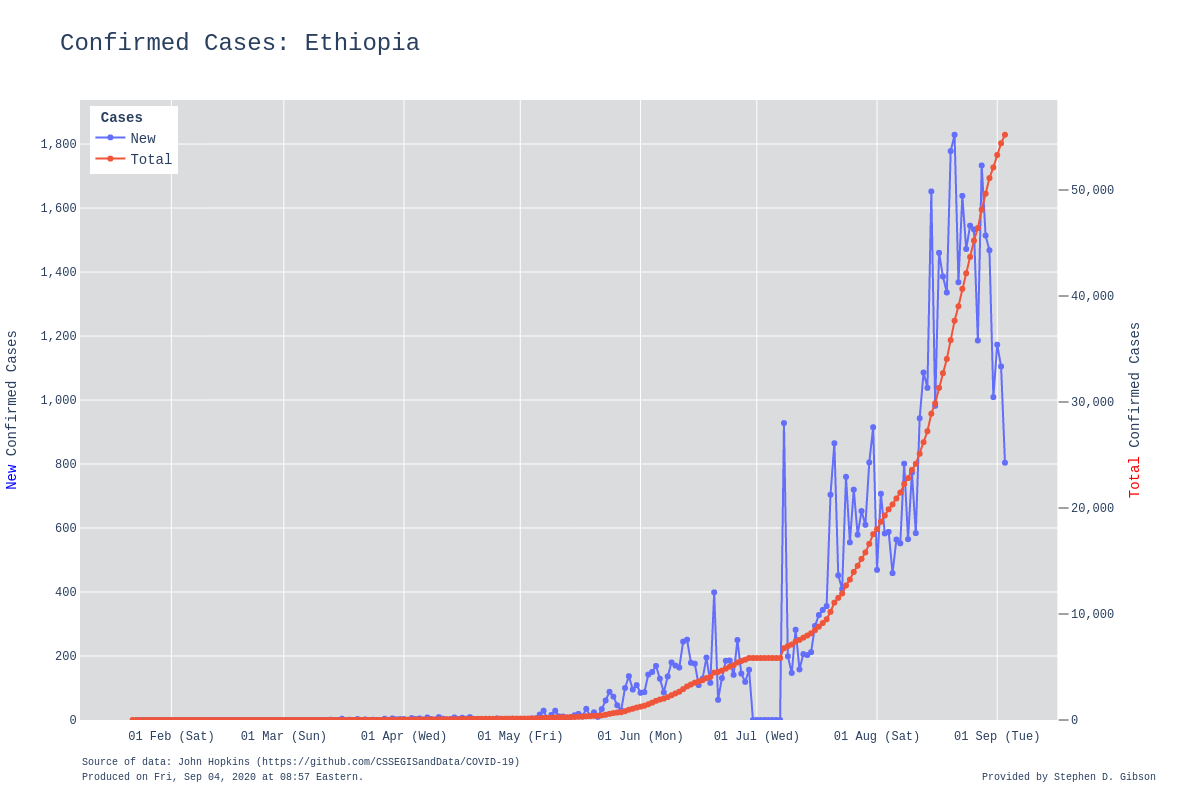 Confirmed Cases: Ethiopia
Cases
New
Total
1,800
1,600
1,400
1,200
1,000
800
600
400
200
0
50,000
40,000
30,000
20,000
10,000
0
New Confirmed Cases
Total Confirmed Cases
01 Feb (Sat) 01 Mar (Sun) 01 Apr (Wed) 01 May (Fri) 01 Jun (Mon) 01 Jul (Wed) 01 Aug (Sat) 01 Sep (Tue)
Source of data: John Hopkins (https://github.com/CSSEGISandData/COVID-19)
Produced on Fri, Sep 04, 2020 at 08:57 Eastern.
Provided by Stephen D. Gibson